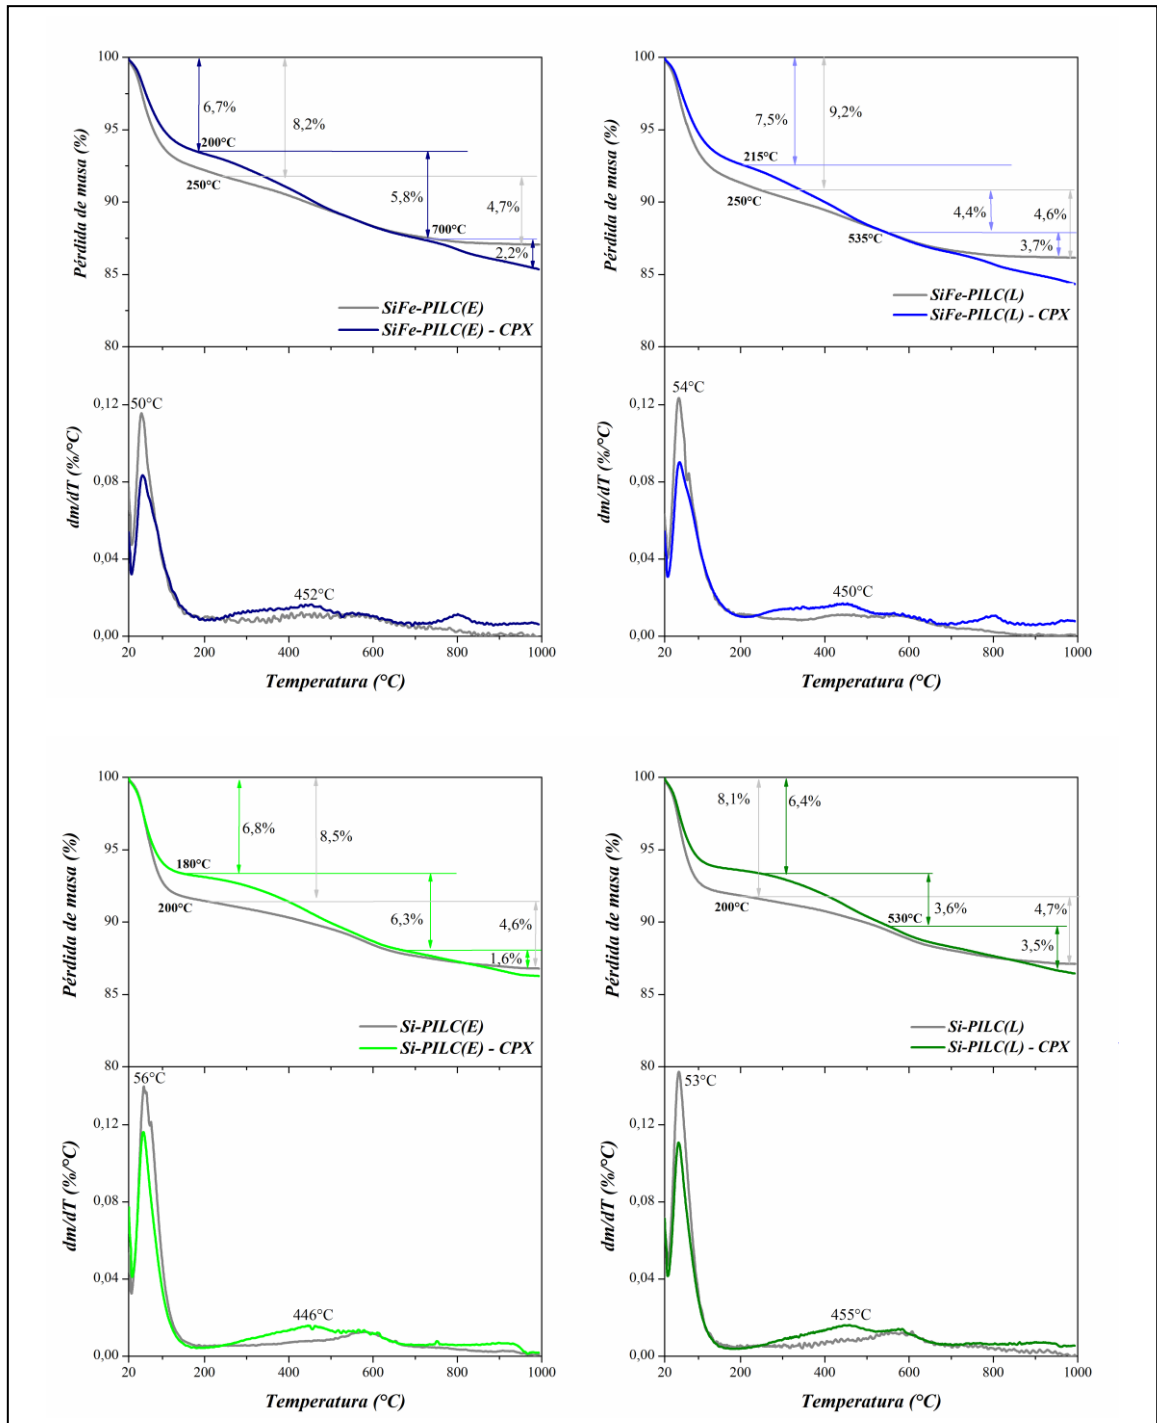 100
95
90
85
80
Pérdida de masa (%)
6,7%
8,2%
200°C
250°C
5,8%
4,7%
700°C
2,2%
SiFe-PILC(E)
SiFe-PILC(E) - CPX
0,12
0,08
0,04
0,00
dm/dT (%/°C)
50°C
452°C
20 200 400 600 800 1000
Temperatura (°C)
100
95
90
85
80
Pérdida de masa (%)
7,5%
9,2%
215°C
250°C
4,4%
4,6%
535°C
3,7%
SiFe-PILC(L)
SiFe-PILC(L) - CPX
0,12
0,08
0,04
0,00
dm/dT (%/°C)
54°C
450°C
20 200 400 600 800 1000
Temperatura (°C)
100
95
90
85
80
Pérdida de masa (%)
6,8%
8,5%
180°C
200°C
6,3%
4,6%
1,6%
Si-PILC(E)
Si-PILC(E) - CPX
0,12
0,08
0,04
0,00
dm/dT (%/°C)
56°C
446°C
20 200 400 600 800 1000
Temperatura (°C)
100
95
90
85
80
Pérdida de masa (%)
8,1%
6,4%
200°C
3,6%
4,7%
530°C
3,5%
Si-PILC(L)
Si-PILC(L) - CPX
0,12
0,08
0,04
0,00
dm/dT (%/°C)
53°C
455°C
20 200 400 600 800 1000
Temperatura (°C)